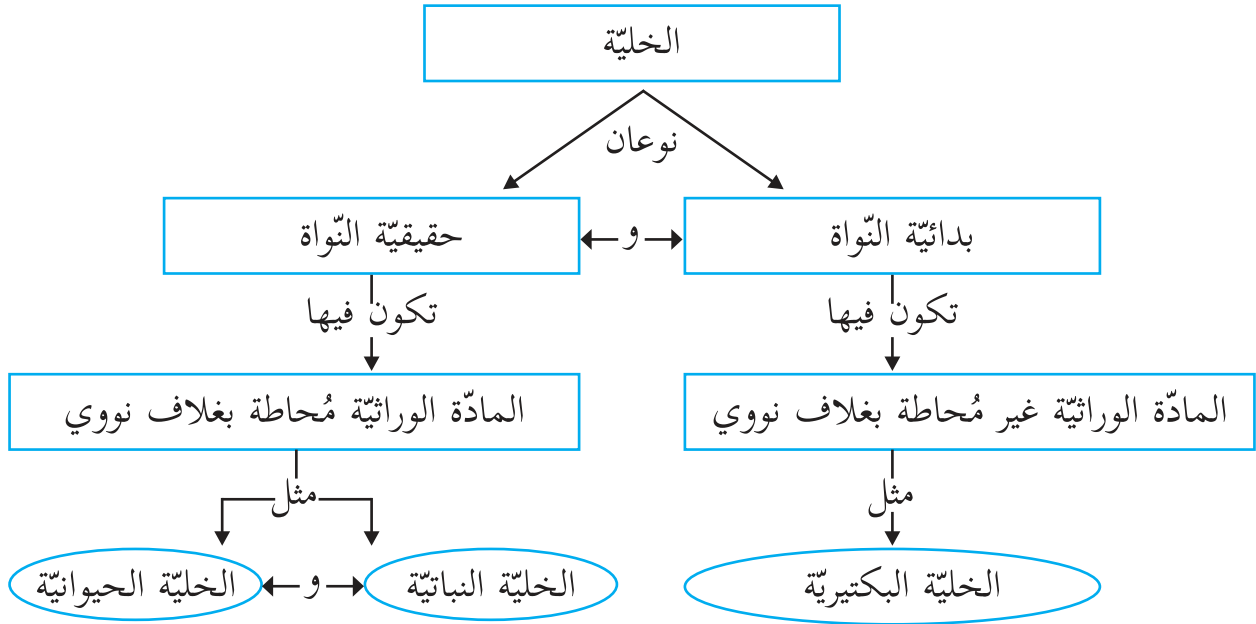 الخليّة
نوعان
بدائيّة النّواة
و
حقيقيّة النّواة
تكون فيها
تكون فيها
المادّة الوراثيّة غير مُحاطة بغلاف نووي
المادّة الوراثيّة مُحاطة بغلاف نووي
مثل
مثل
الخليّة البكتيريّة
الخليّة النباتيّة
و
الخليّة الحيوانيّة